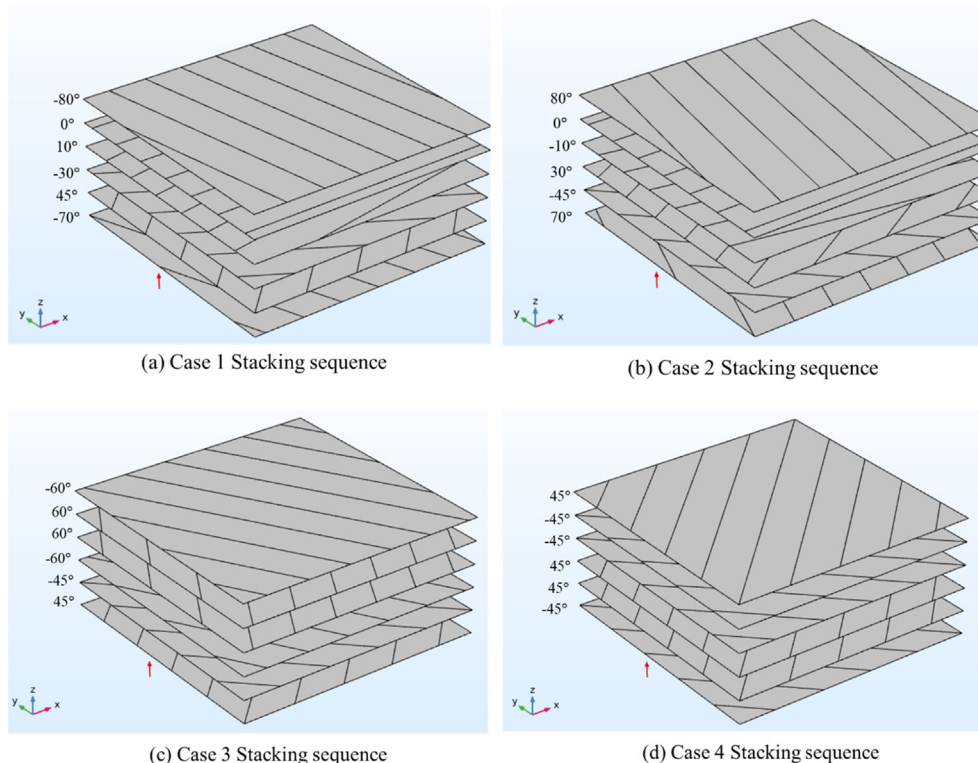 -80°
0°
10°
-30°
45°
-70°
z
y
x
(a) Case 1 Stacking sequence
80°
0°
-10°
30°
-45°
70°
z
y
x
(b) Case 2 Stacking sequence
-60°
60°
60°
-60°
-45°
45°
z
y
x
(c) Case 3 Stacking sequence
45°
-45°
-45°
45°
45°
-45°
z
y
x
(d) Case 4 Stacking sequence